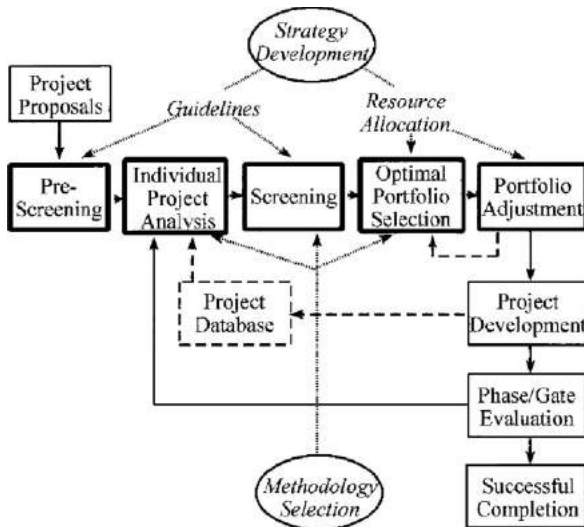 Strategy
Development
Project
Proposals
Guidelines
Resource
Allocation
Pre-
Screening
Individual
Project
Analysis
Screening
Optimal
Portfolio
Selection
Portfolio
Adjustment
Project
Database
Project
Development
Phase/Gate
Evaluation
Methodology
Selection
Successful
Completion